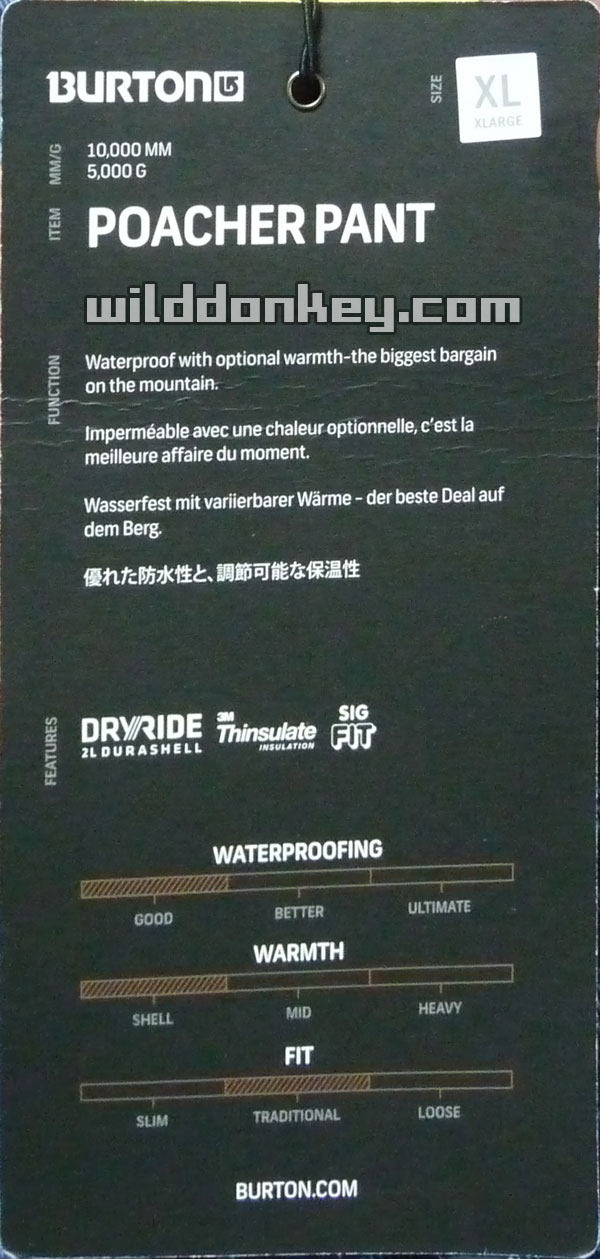 BURTON
SIZE
XL
XLARGE
MM/G
10,000 MM
5,000 G
ITEM
POACHER PANT
wilddonkey.com
FUNCTION
Waterproof with optional warmth-the biggest bargain
on the mountain.
Imperméable avec une chaleur optionnelle, c'est la
meilleure affaire du moment.
Wasserfest mit variierbarer Wärme - der beste Deal auf
dem Berg.
優れた防水性と、調節可能な保温性
FEATURES
DRYRIDE
2L DURASHELL
3M
Thinsulate
INSULATION
SIG
FIT
WATERPROOFING
GOOD BETTER ULTIMATE
WARMTH
SHELL MID HEAVY
FIT
SLIM TRADITIONAL LOOSE
BURTON.COM